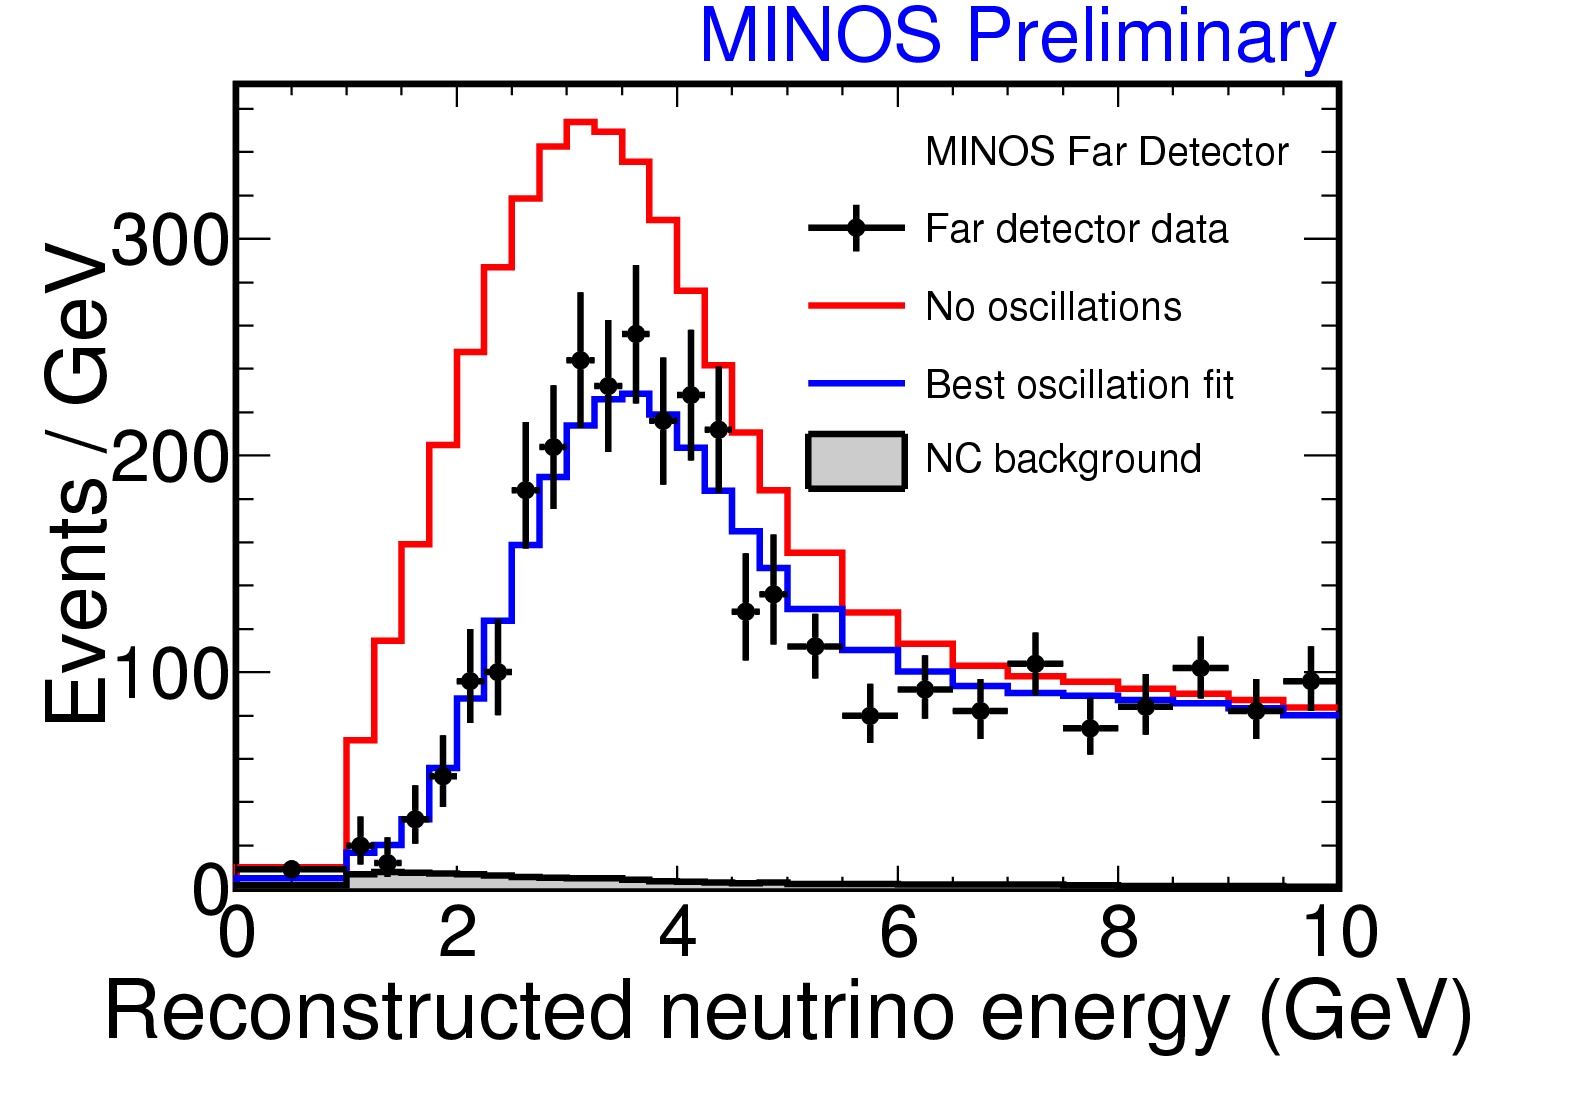 MINOS Preliminary
MINOS Far Detector
Far detector data
No oscillations
Best oscillation fit
NC background
Events / GeV
300
200
100
0
0 2 4 6 8 10
Reconstructed neutrino energy (GeV)